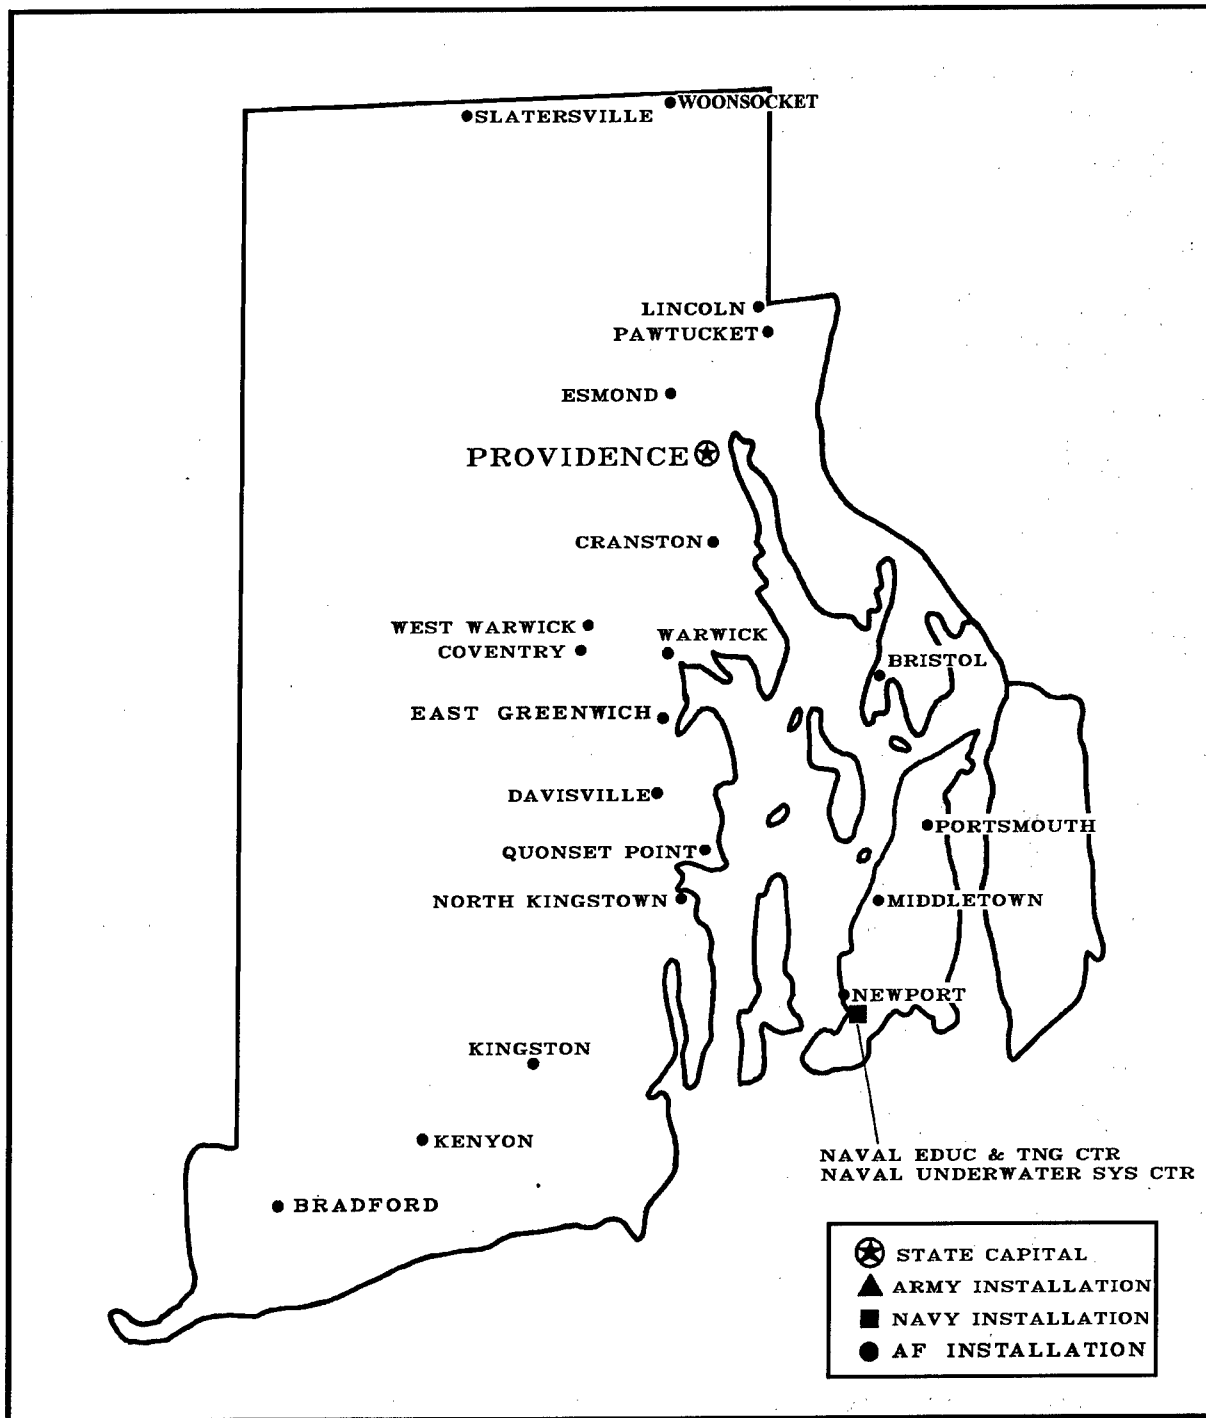 WOONSOCKET
SLATERSVILLE
LINCOLN
PAWTUCKET
ESMOND
PROVIDENCE
CRANSTON
WEST WARWICK
WARWICK
COVENTRY
BRISTOL
EAST GREENWICH
DAVISVILLE
PORTSMOUTH
QUONSET POINT
NORTH KINGSTOWN
MIDDLETOWN
NEWPORT
KINGSTON
KENYON
NAVAL EDUC & TNG CTR
NAVAL UNDERWATER SYS CTR
BRADFORD
STATE CAPITAL
ARMY INSTALLATION
NAVY INSTALLATION
AF INSTALLATION